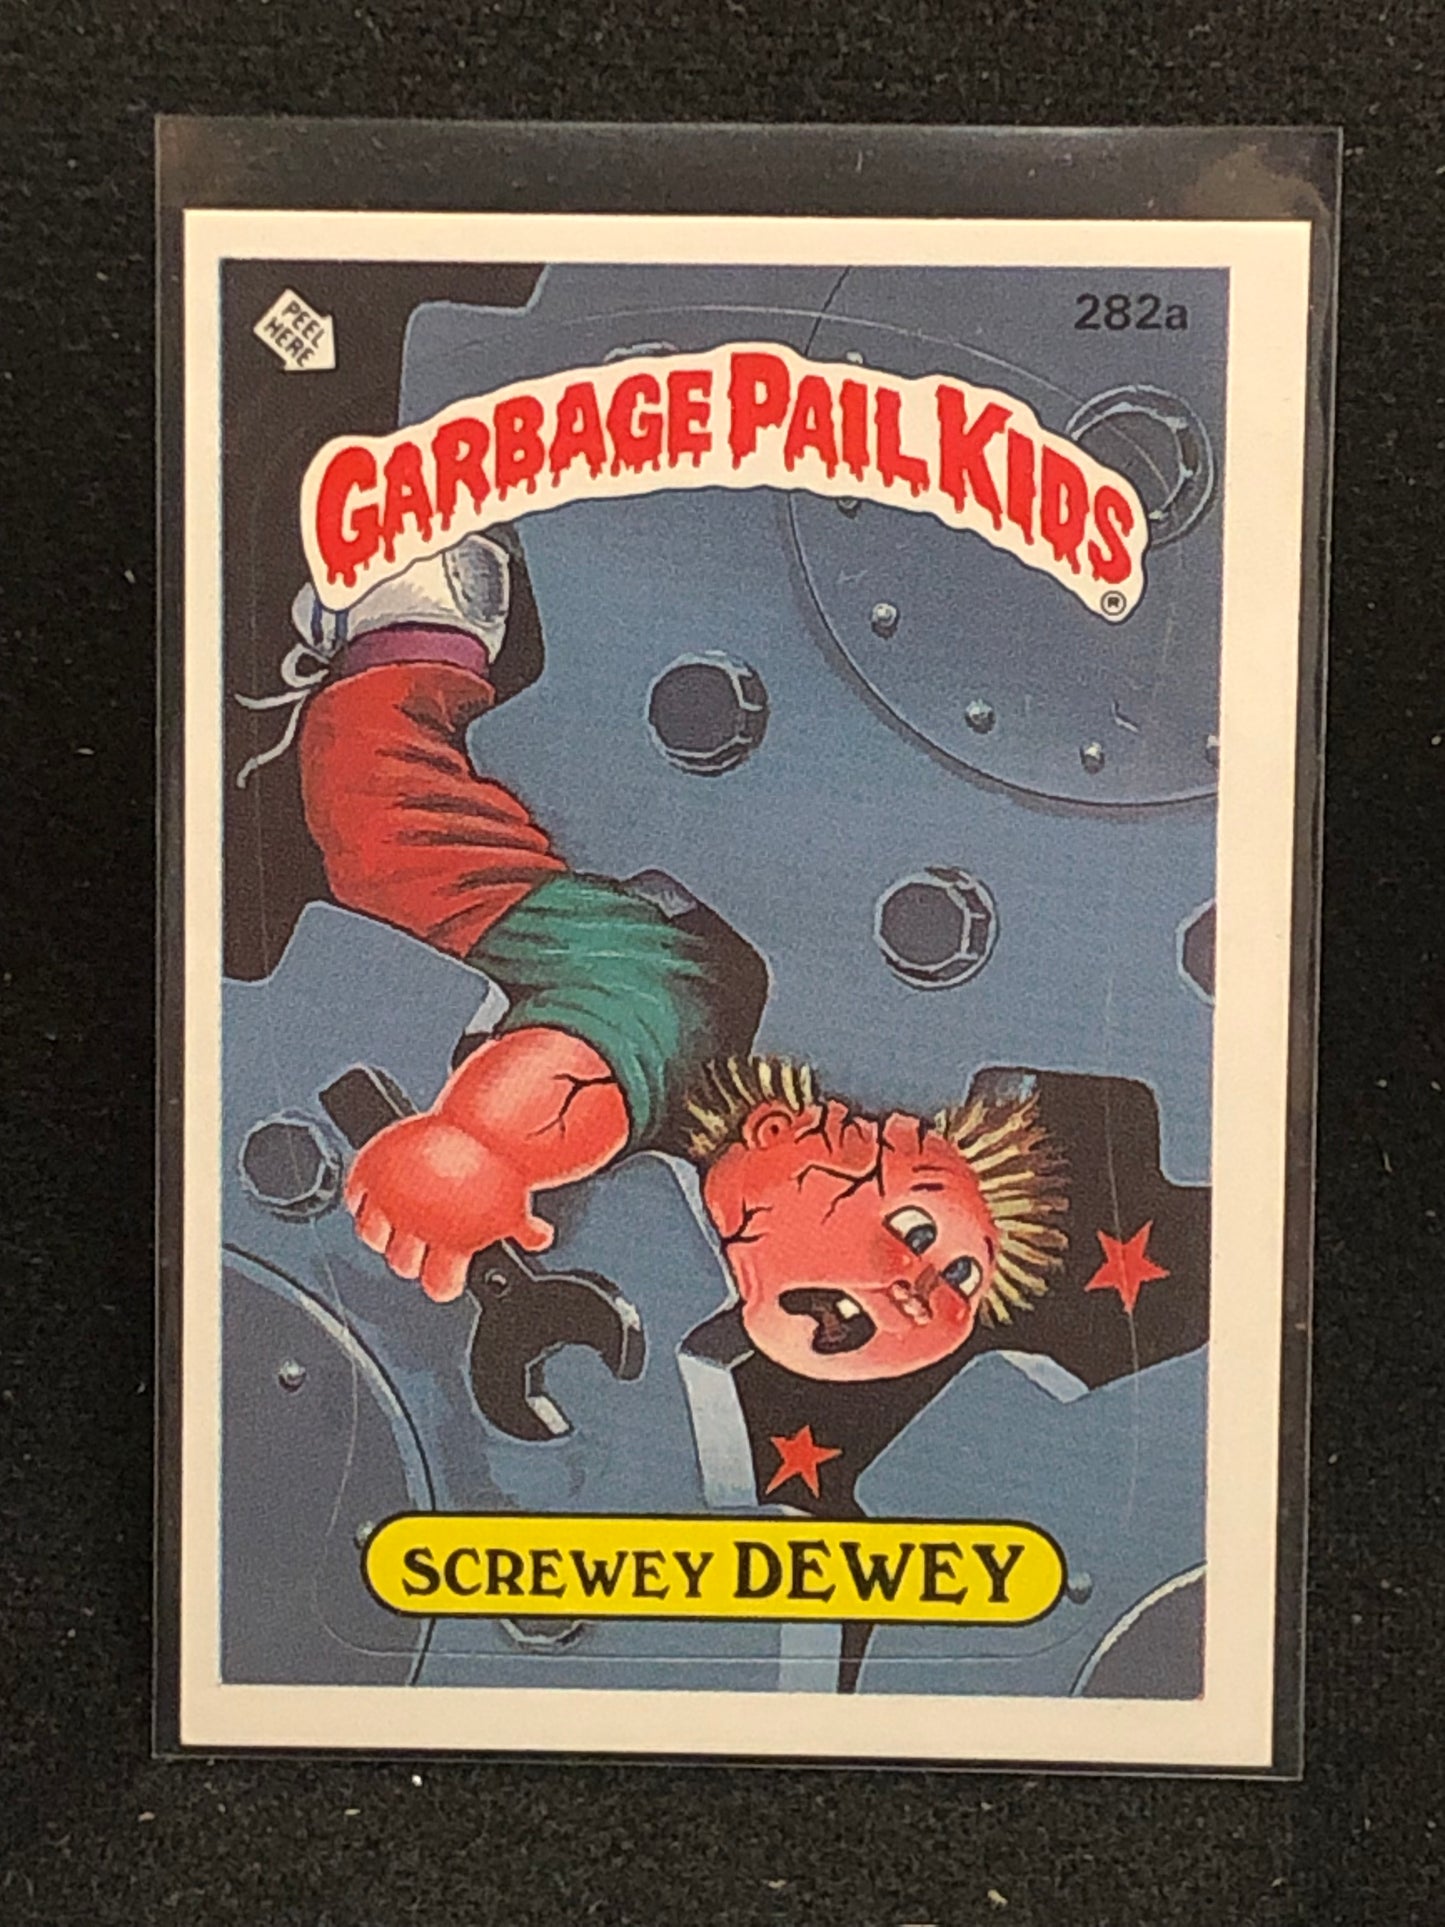 PEEL
HERE
282a
GARBAGE PAIL KIDS
®
SCREWEY DEWEY